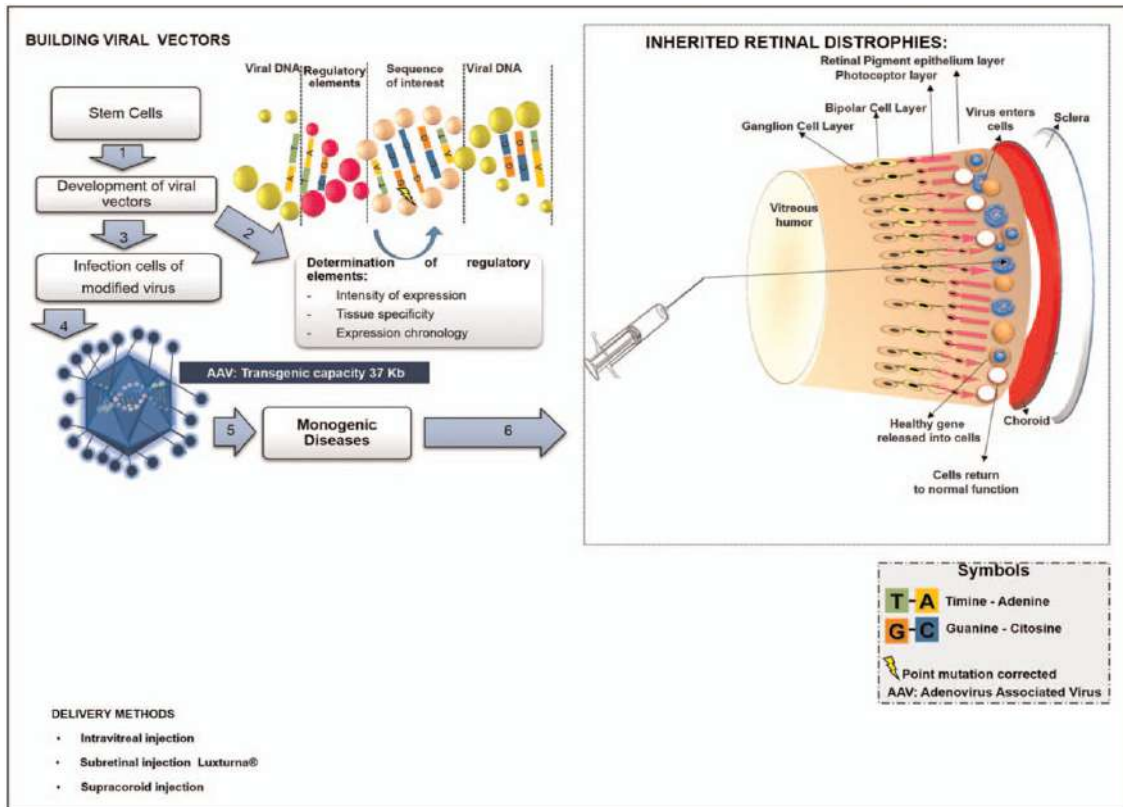 BUILDING VIRAL VECTORS
Stem Cells
1
Development of viral
vectors
2
3
Infection cells of
modified virus
4
Viral DNA
Regulatory
elements
Sequence
of interest
Viral DNA
Determination of regulatory
elements:
- Intensity of expression
- Tissue specificity
- Expression chronology
AAV: Transgenic capacity 37 Kb
5
Monogenic
Diseases
6
INHERITED RETINAL DISTROPHIES:
Retinal Pigment epithelium layer
Photoceptor layer
Bipolar Cell Layer
Ganglion Cell Layer
Virus enters
cells
Sclera
Vitreous
humor
Healthy gene
released into cells
Choroid
Cells return
to normal function
Symbols
T - A Timine - Adenine
G - C Guanine - Citosine
Point mutation corrected
AAV: Adenovirus Associated Virus
DELIVERY METHODS
• Intravitreal injection
• Subretinal injection Luxturna®
• Supracoroid injection